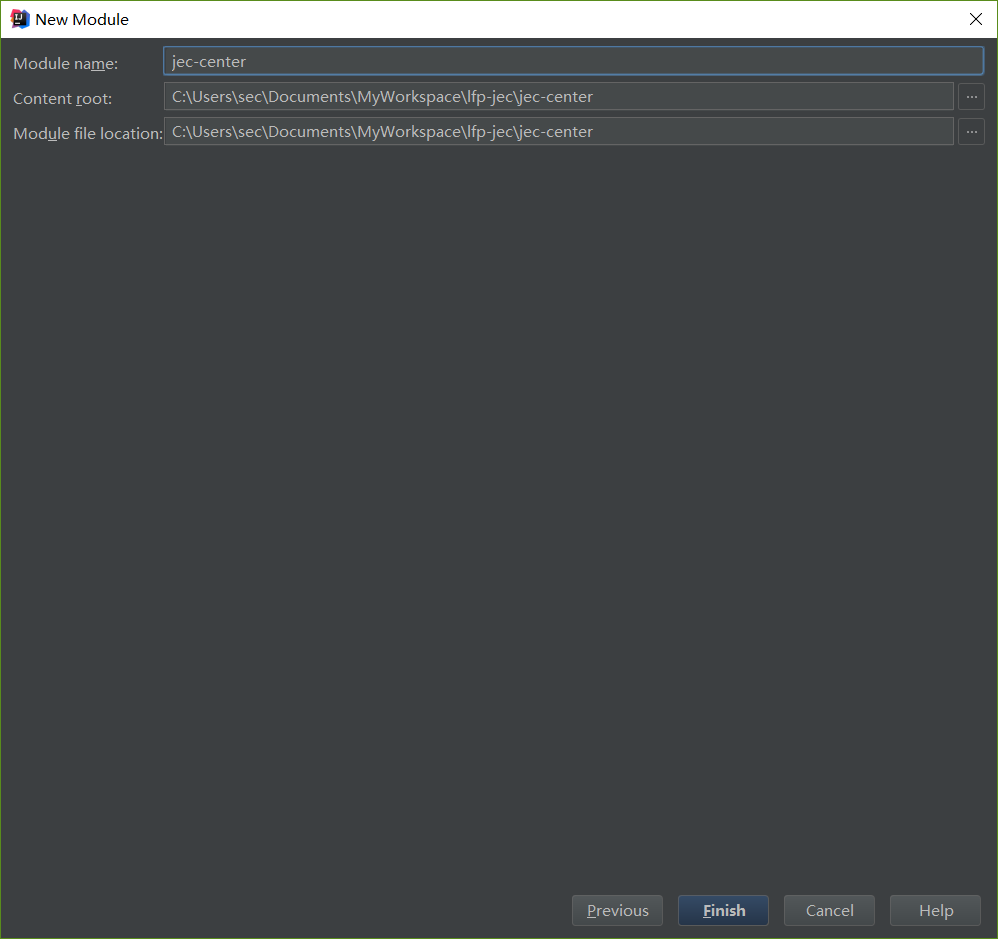 New Module
Module name: jec-center
Content root: C:\Users\sec\Documents\MyWorkspace\lfp-jec\jec-center ...
Module file location: C:\Users\sec\Documents\MyWorkspace\lfp-jec\jec-center ...
Previous Finish Cancel Help